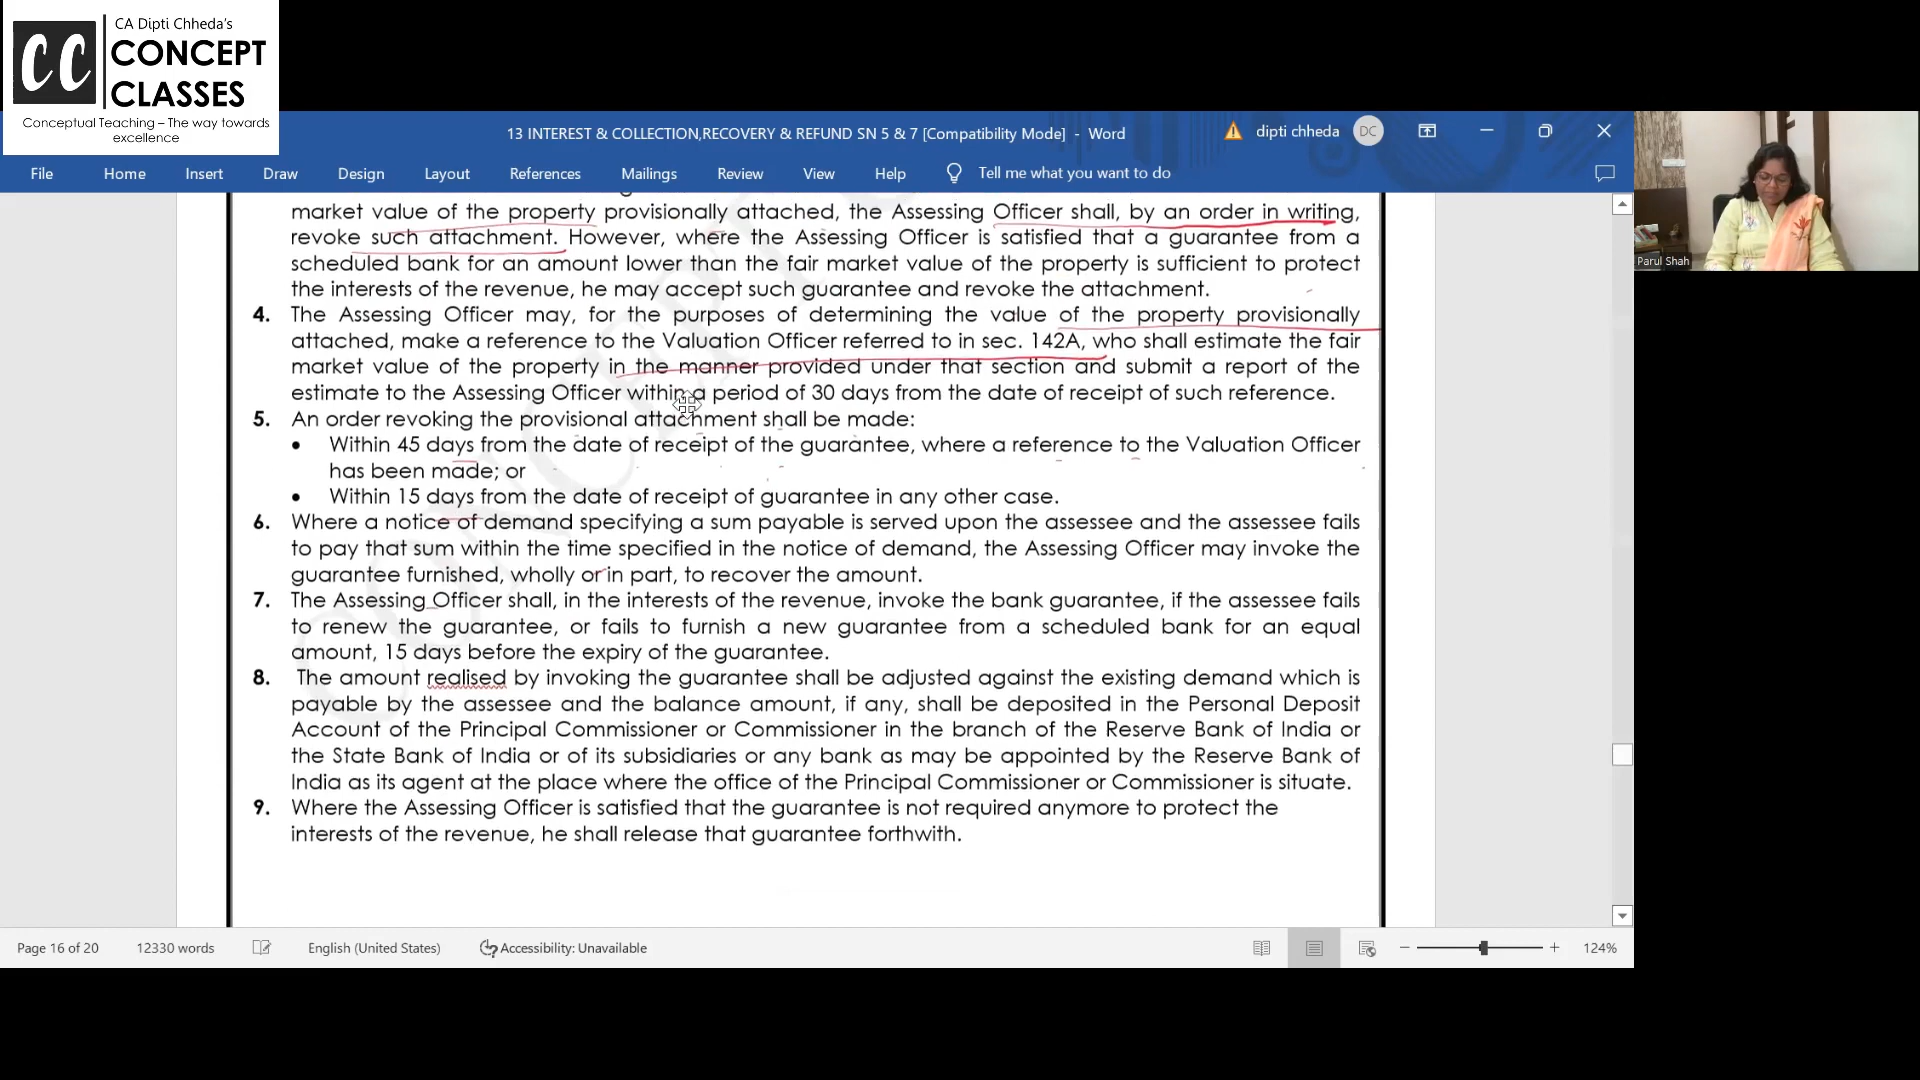 CA Dipti Chheda's
CC
CONCEPT
CLASSES
Conceptual Teaching – The way towards
excellence
13 INTEREST & COLLECTION,RECOVERY & REFUND SN 5 & 7 [Compatibility Mode] - Word
dipti chheda
DC
File Home Insert Draw Design Layout References Mailings Review View Help Tell me what you want to do
market value of the property provisionally attached, the Assessing Officer shall, by an order in writing,
revoke such attachment. However, where the Assessing Officer is satisfied that a guarantee from a
scheduled bank for an amount lower than the fair market value of the property is sufficient to protect
the interests of the revenue, he may accept such guarantee and revoke the attachment.
4. The Assessing Officer may, for the purposes of determining the value of the property provisionally
attached, make a reference to the Valuation Officer referred to in sec. 142A, who shall estimate the fair
market value of the property in the manner provided under that section and submit a report of the
estimate to the Assessing Officer within a period of 30 days from the date of receipt of such reference.
5. An order revoking the provisional attachment shall be made:
• Within 45 days from the date of receipt of the guarantee, where a reference to the Valuation Officer
has been made; or
• Within 15 days from the date of receipt of guarantee in any other case.
6. Where a notice of demand specifying a sum payable is served upon the assessee and the assessee fails
to pay that sum within the time specified in the notice of demand, the Assessing Officer may invoke the
guarantee furnished, wholly or in part, to recover the amount.
7. The Assessing Officer shall, in the interests of the revenue, invoke the bank guarantee, if the assessee fails
to renew the guarantee, or fails to furnish a new guarantee from a scheduled bank for an equal
amount, 15 days before the expiry of the guarantee.
8. The amount realised by invoking the guarantee shall be adjusted against the existing demand which is
payable by the assessee and the balance amount, if any, shall be deposited in the Personal Deposit
Account of the Principal Commissioner or Commissioner in the branch of the Reserve Bank of India or
the State Bank of India or of its subsidiaries or any bank as may be appointed by the Reserve Bank of
India as its agent at the place where the office of the Principal Commissioner or Commissioner is situate.
9. Where the Assessing Officer is satisfied that the guarantee is not required anymore to protect the
interests of the revenue, he shall release that guarantee forthwith.
Parul Shah
Page 16 of 20 12330 words English (United States) Accessibility: Unavailable 124%